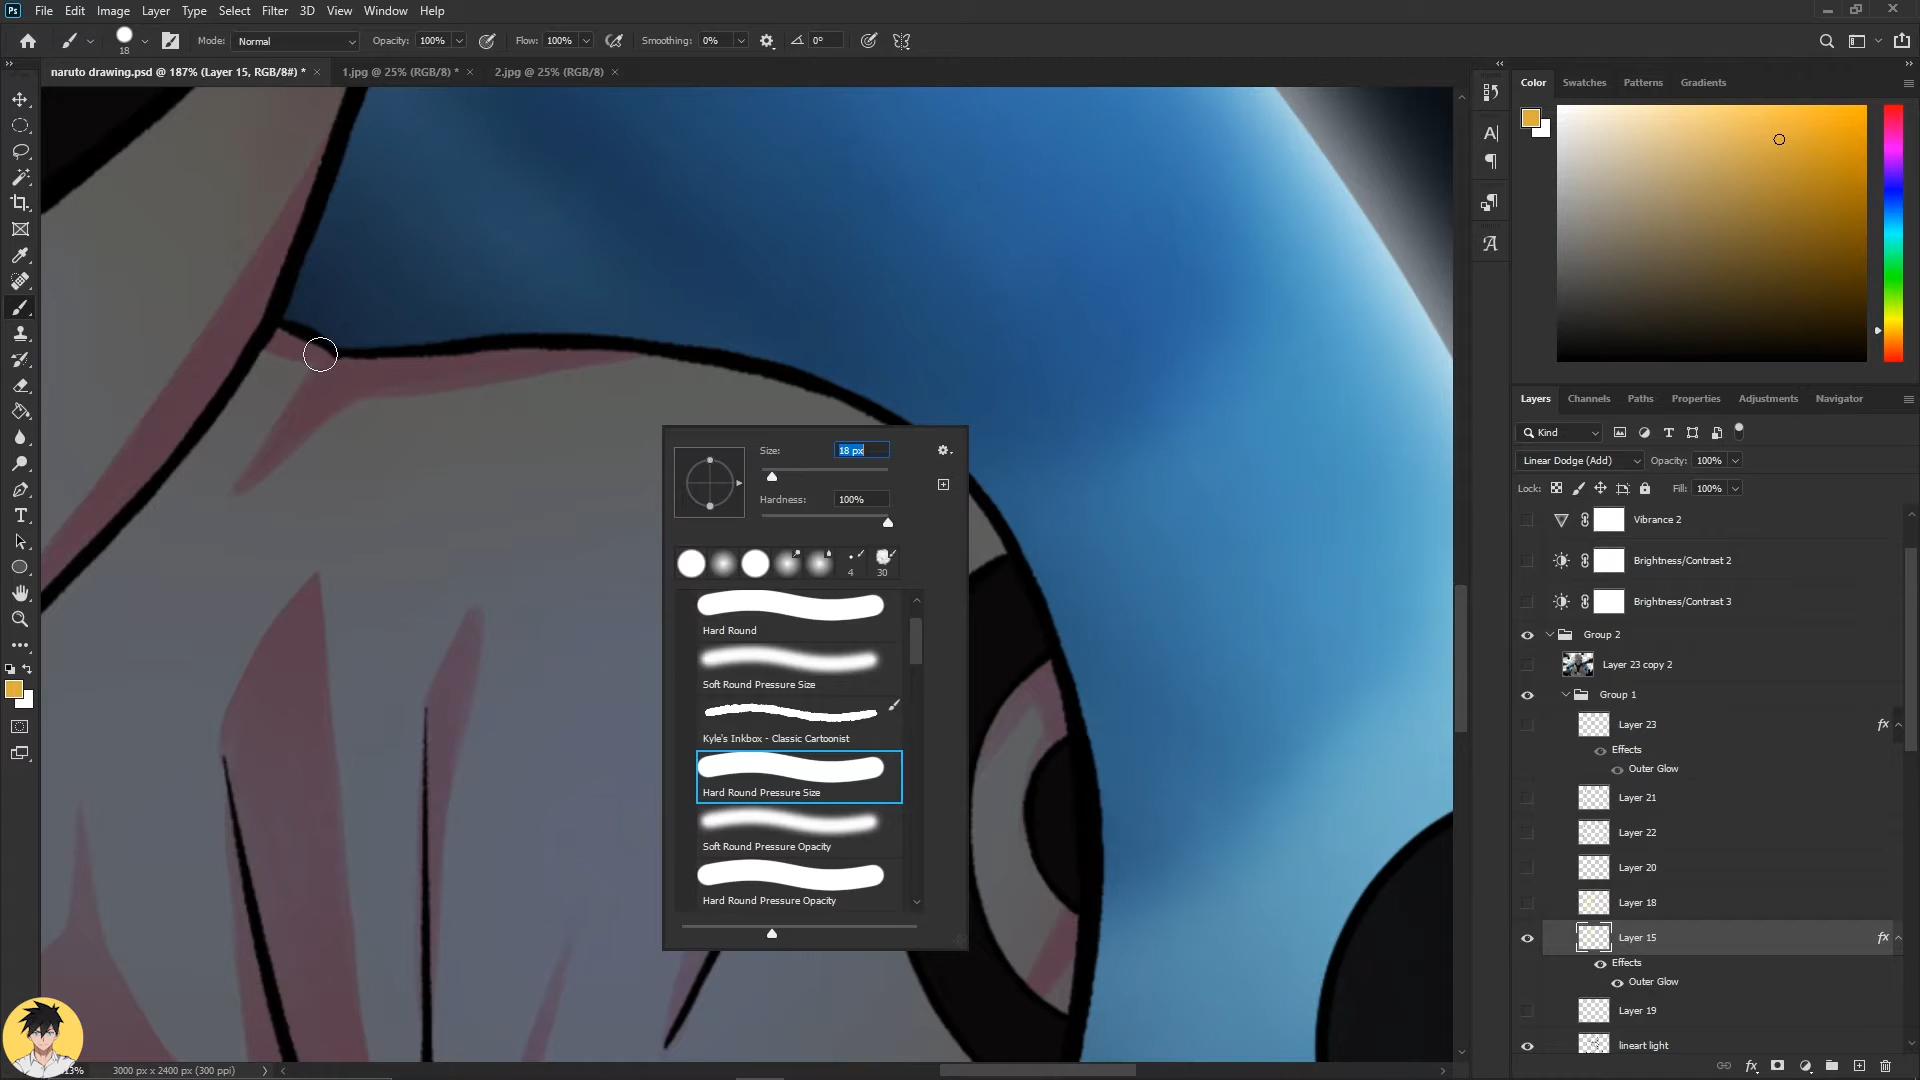 Ps File Edit Image Layer Type Select Filter 3D View Window Help
18 Mode: Normal Opacity: 100% Flow: 100% Smoothing: 0% 0°
naruto drawing.psd @ 187% (Layer 15, RGB/8#) * 1.jpg @ 25% (RGB/8) * 2.jpg @ 25% (RGB/8)
Color Swatches Patterns Gradients
Layers Channels Paths Properties Adjustments Navigator
Kind
Linear Dodge (Add) Opacity: 100%
Lock: Fill: 100%
Vibrance 2
Brightness/Contrast 2
Brightness/Contrast 3
Group 2
Layer 23 copy 2
Group 1
Layer 23 fx
Effects
Outer Glow
Layer 21
Layer 22
Layer 20
Layer 18
Layer 15 fx
Effects
Outer Glow
Layer 19
lineart light
Size: 18 px
Hardness: 100%
4 30
Hard Round
Soft Round Pressure Size
Kyle's Inkbox - Classic Cartoonist
Hard Round Pressure Size
Soft Round Pressure Opacity
Hard Round Pressure Opacity
3000 px x 2400 px (300 ppi)